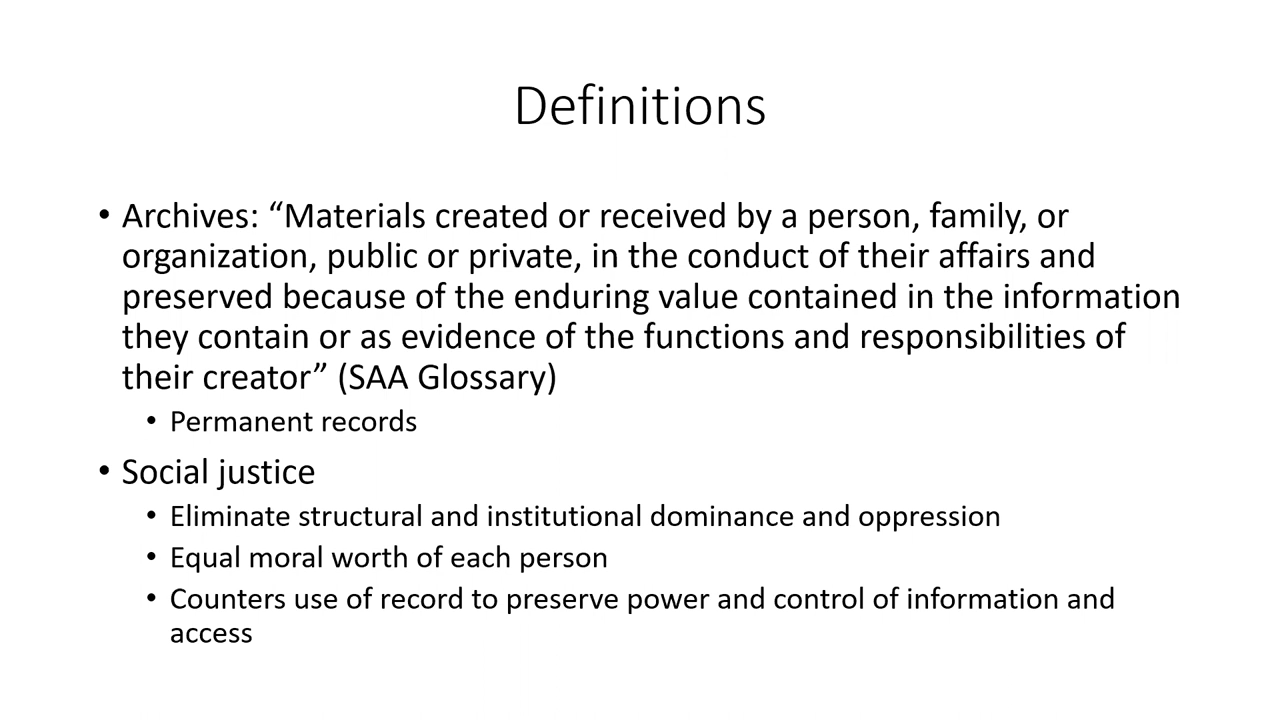 Definitions
• Archives: “Materials created or received by a person, family, or
organization, public or private, in the conduct of their affairs and
preserved because of the enduring value contained in the information
they contain or as evidence of the functions and responsibilities of
their creator” (SAA Glossary)
• Permanent records
• Social justice
• Eliminate structural and institutional dominance and oppression
• Equal moral worth of each person
• Counters use of record to preserve power and control of information and
access